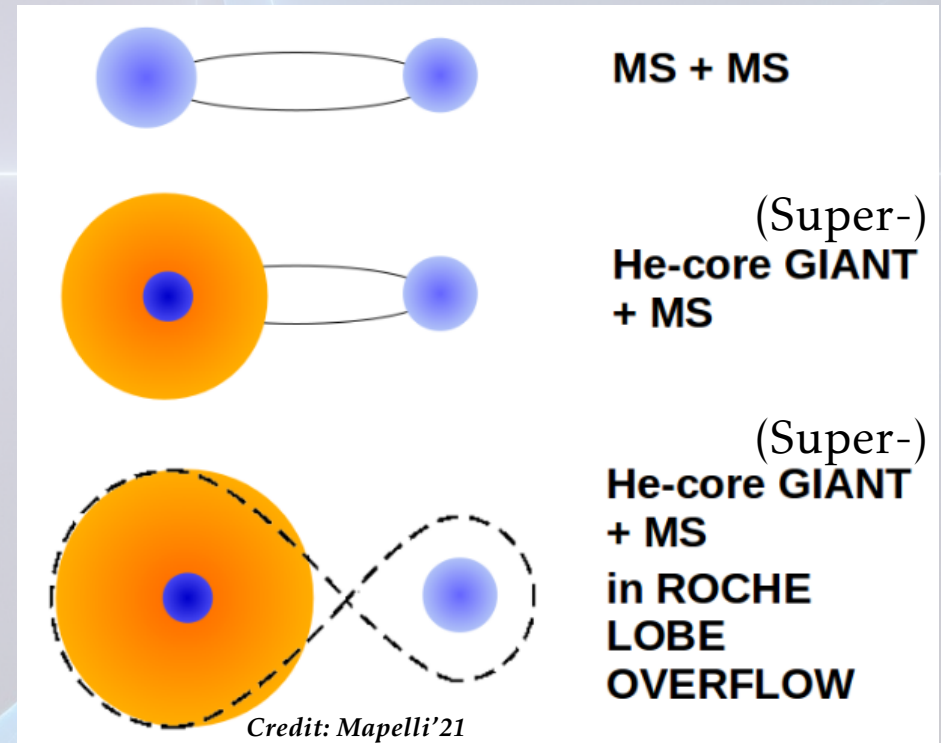 MS + MS
(Super-)
He-core GIANT
+ MS
(Super-)
He-core GIANT
+ MS
in ROCHE
LOBE
OVERFLOW
Credit: Mapelli'21